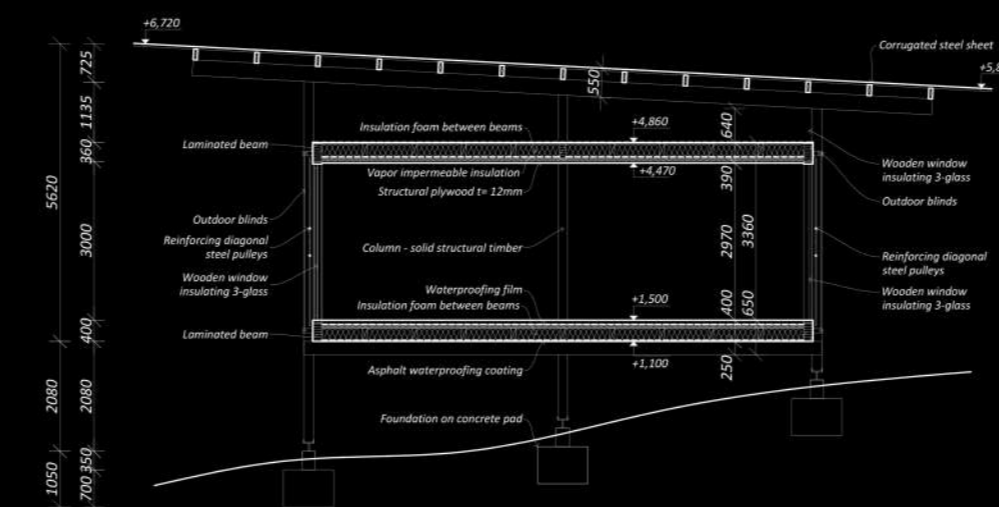 +6,720
Corrugated steel sheet
+5,8
725
550
1135
640
+4,860
Insulation foam between beams
Laminated beam
360
Vapor impermeable insulation
+4,470
390
Structural plywood t= 12mm
Wooden window
insulating 3-glass
Outdoor blinds
5620
3000
Outdoor blinds
Reinforcing diagonal
steel pulleys
Column - solid structural timber
2970
3360
Reinforcing diagonal
steel pulleys
Wooden window
insulating 3-glass
Wooden window
insulating 3-glass
Waterproofing film
Insulation foam between beams
+1,500
400
650
400
Laminated beam
+1,100
250
Asphalt waterproofing coating
2080
2080
Foundation on concrete pad
1050
350
700